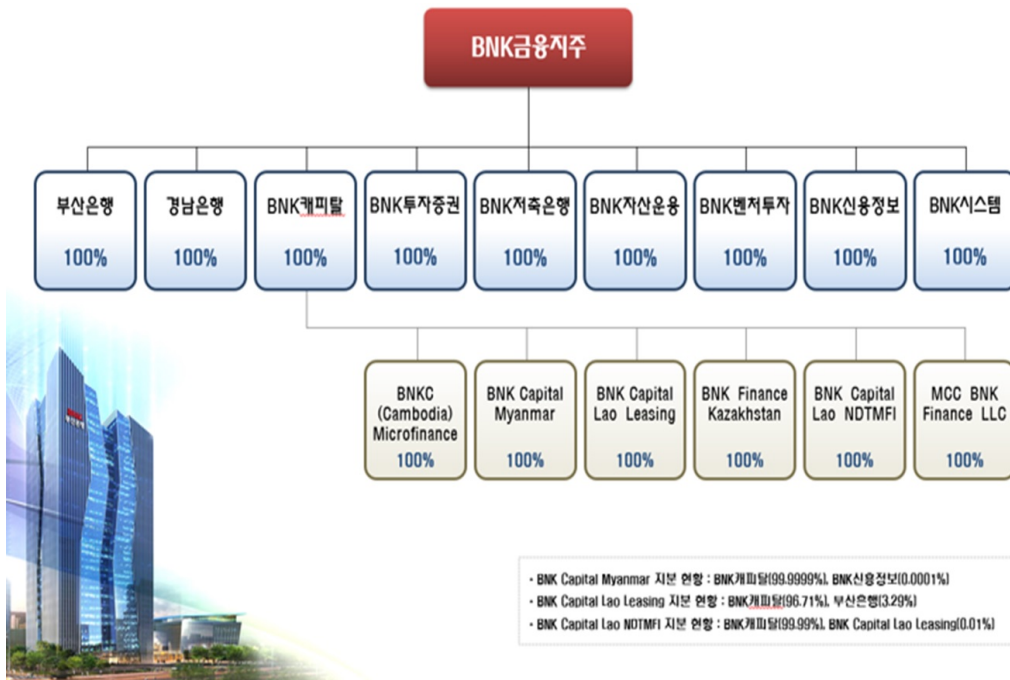 BNK금융지주
부산은행
100%
경남은행
100%
BNK캐피탈
100%
BNK투자증권
100%
BNK저축은행
100%
BNK자산운용
100%
BNK벤처투자
100%
BNK신용정보
100%
BNK시스템
100%
BNKC
(Cambodia)
Microfinance
100%
BNK Capital
Myanmar
100%
BNK Capital
Lao Leasing
100%
BNK Finance
Kazakhstan
100%
BNK Capital
Lao NDTMFI
100%
MCC BNK
Finance LLC
100%
• BNK Capital Myanmar 지분 현황 : BNK캐피탈(99.9999%), BNK신용정보(0.0001%)
• BNK Capital Lao Leasing 지분 현황 : BNK캐피탈(96.71%), 부산은행(3.29%)
• BNK Capital Lao NDTMFI 지분 현황 : BNK캐피탈(99.99%), BNK Capital Lao Leasing(0.01%)
BNK
부산은행